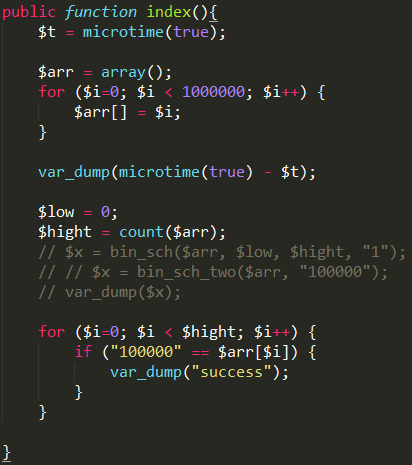 public function index(){
    $t = microtime(true);

    $arr = array();
    for ($i=0; $i < 1000000; $i++) {
        $arr[] = $i;
    }

    var_dump(microtime(true) - $t);

    $low = 0;
    $hight = count($arr);
    // $x = bin_sch($arr, $low, $hight, "1");
    // // $x = bin_sch_two($arr, "100000");
    // var_dump($x);

    for ($i=0; $i < $hight; $i++) {
        if ("100000" == $arr[$i]) {
            var_dump("success");
        }
    }

}